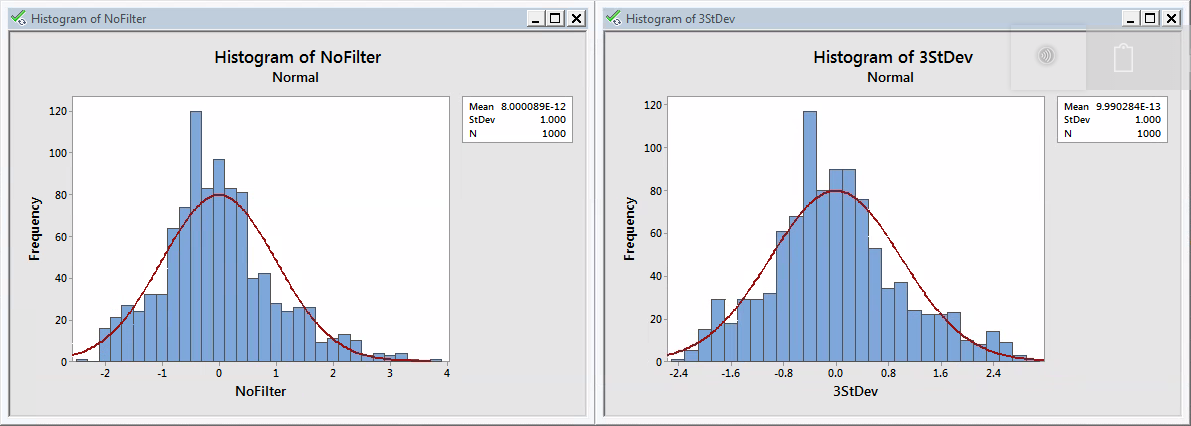 Histogram of NoFilter
Histogram of NoFilter
Normal
Mean 8.000089E-12
StDev 1.000
N 1000
120
100
80
60
40
20
0
Frequency
-2 -1 0 1 2 3 4
NoFilter
Histogram of 3StDev
Histogram of 3StDev
Normal
Mean 9.990284E-13
StDev 1.000
N 1000
120
100
80
60
40
20
0
Frequency
-2.4 -1.6 -0.8 0.0 0.8 1.6 2.4
3StDev